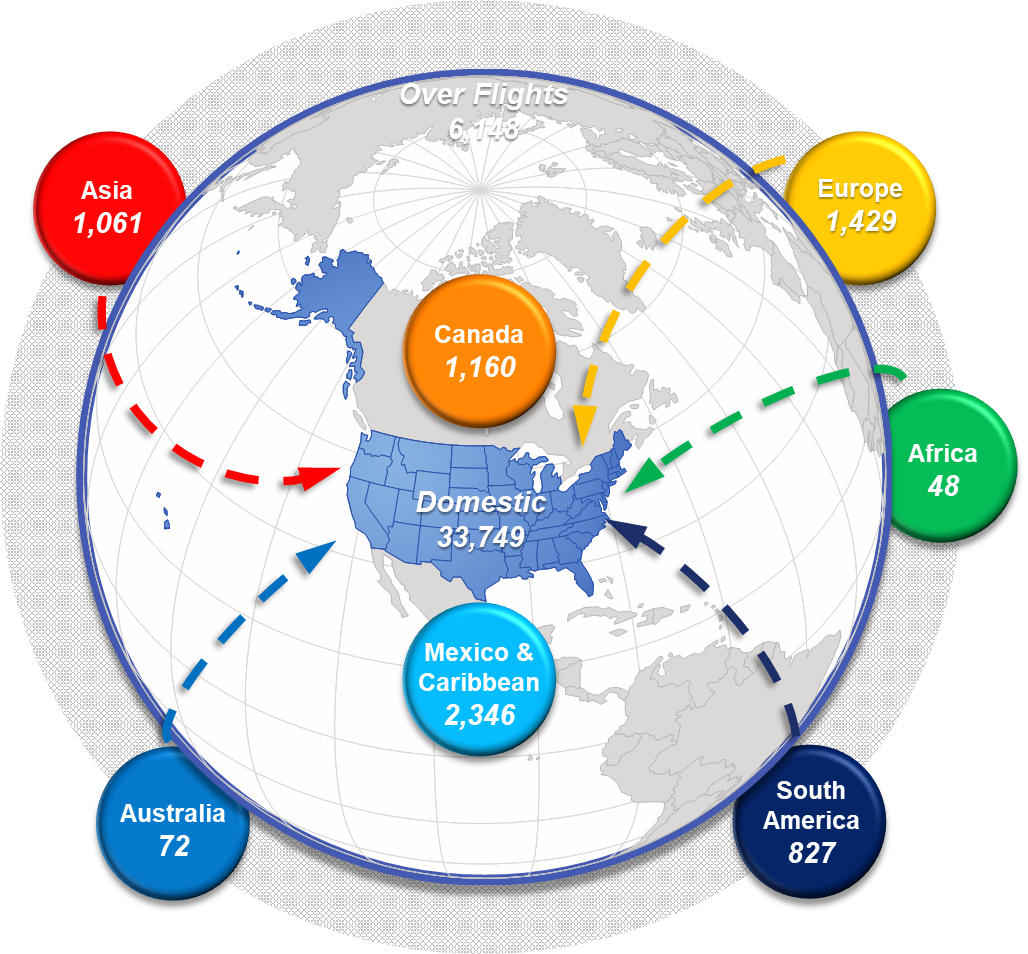 Over Flights
6,148
Asia
1,061
Europe
1,429
Canada
1,160
Africa
48
Domestic
33,749
Mexico &
Caribbean
2,346
Australia
72
South
America
827